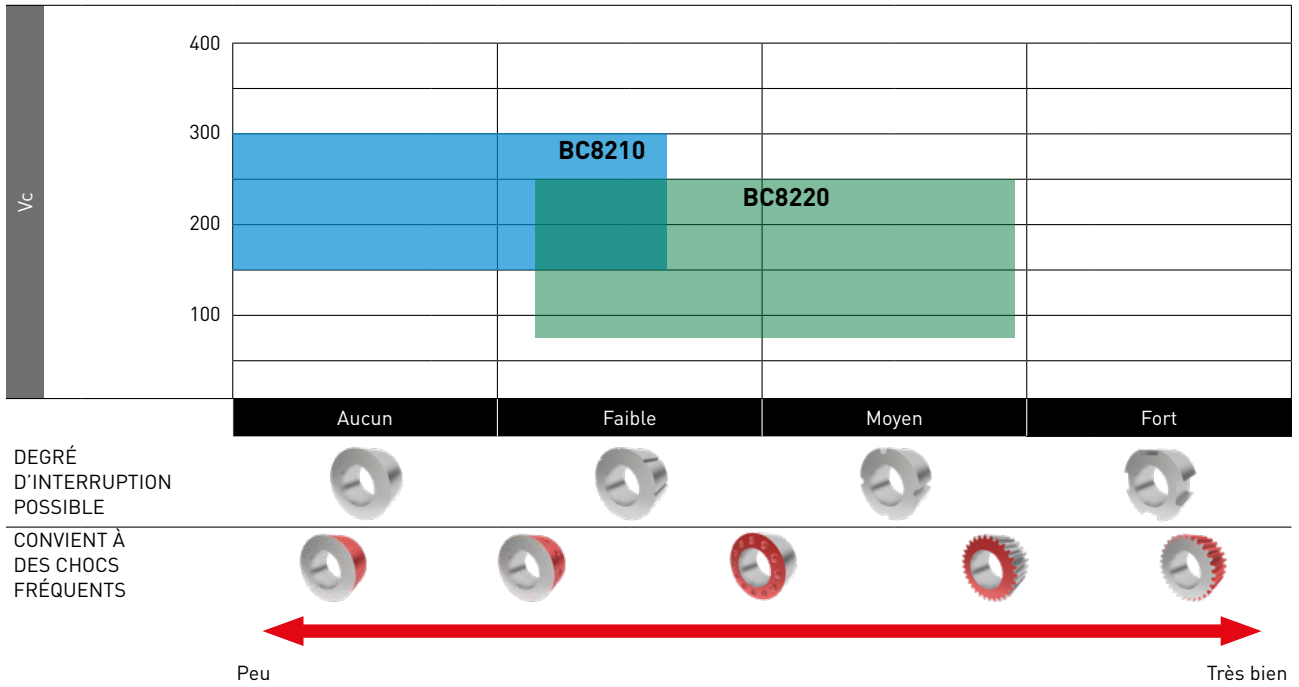 Vc
400
300
200
100
BC8210
BC8220
Aucun
Faible
Moyen
Fort
DEGRÉ
D'INTERRUPTION
POSSIBLE
CONVIENT À
DES CHOCS
FRÉQUENTS
Peu
Très bien